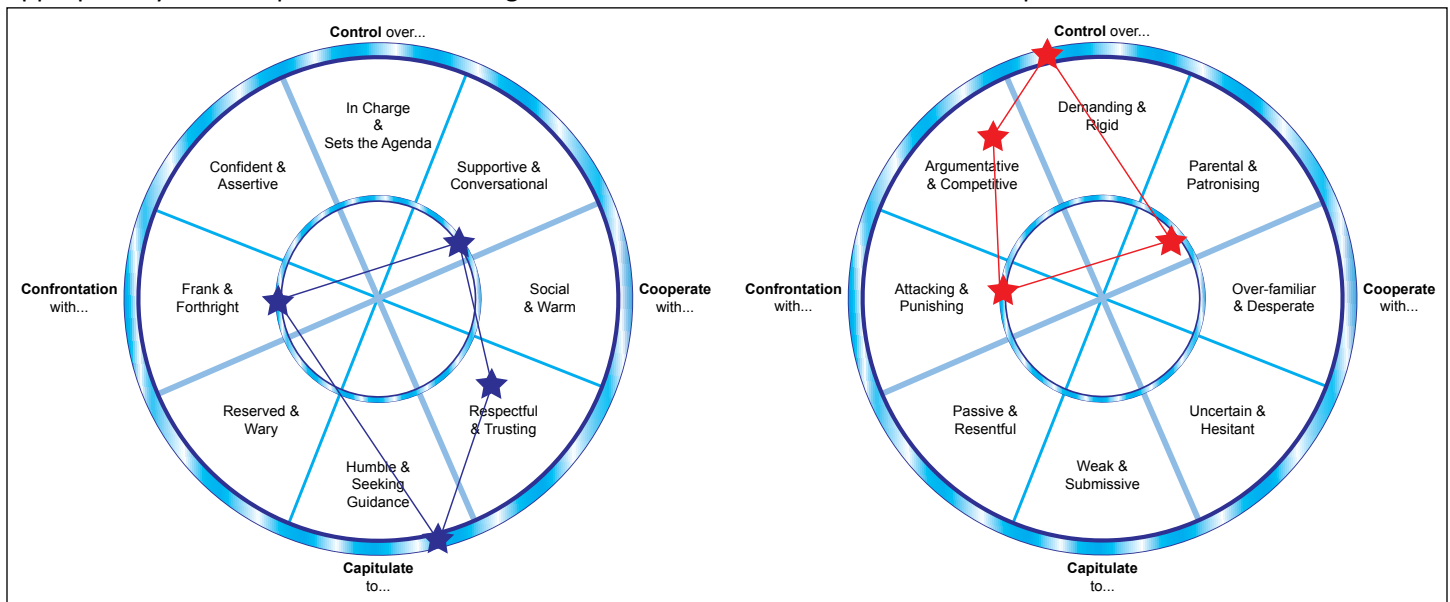 Control over...
In Charge
&
Sets the Agenda
Confident &
Assertive
Supportive &
Conversational
Confrontation
with...
Frank &
Forthright
Social
& Warm
Cooperate
with...
Reserved &
Wary
Respectful
& Trusting
Humble &
Seeking
Guidance
Capitulate
to...
Control over...
Demanding &
Rigid
Argumentative
& Competitive
Parental &
Patronising
Confrontation
with...
Attacking &
Punishing
Over-familiar
& Desperate
Cooperate
with...
Passive &
Resentful
Uncertain &
Hesitant
Weak &
Submissive
Capitulate
to...